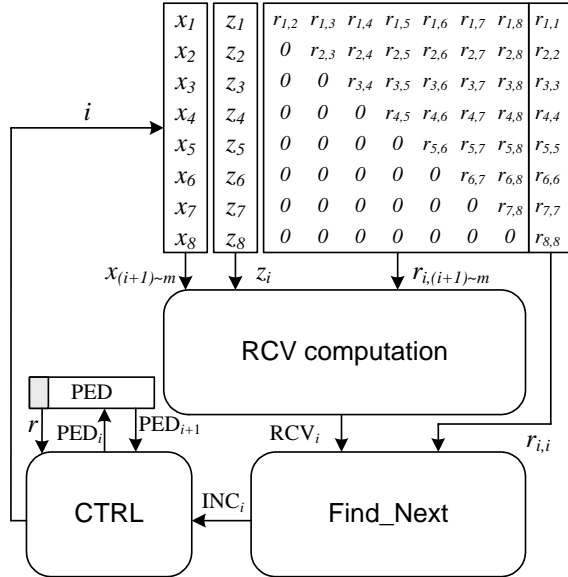 x1 z1 r1,2 r1,3 r1,4 r1,5 r1,6 r1,7 r1,8 r1,1
x2 z2 0 r2,3 r2,4 r2,5 r2,6 r2,7 r2,8 r2,2
x3 z3 0 0 r3,4 r3,5 r3,6 r3,7 r3,8 r3,3
x4 z4 0 0 0 r4,5 r4,6 r4,7 r4,8 r4,4
x5 z5 0 0 0 0 r5,6 r5,7 r5,8 r5,5
x6 z6 0 0 0 0 0 r6,7 r6,8 r6,6
x7 z7 0 0 0 0 0 0 r7,8 r7,7
x8 z8 0 0 0 0 0 0 0 r8,8
i
x(i+1)~m zi ri,(i+1)~m
RCV computation
PED
r PEDi PEDi+1 RCVi ri,i
CTRL INCi Find_Next